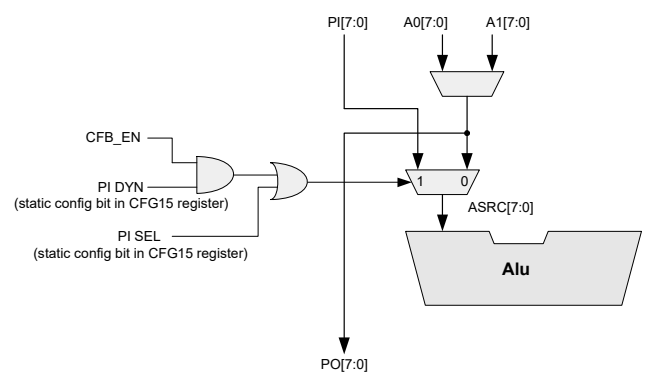 PI[7:0] A0[7:0] A1[7:0]
CFB_EN
PI DYN
(static config bit in CFG15 register)
1 0
ASRC[7:0]
PI SEL
(static config bit in CFG15 register)
Alu
PO[7:0]